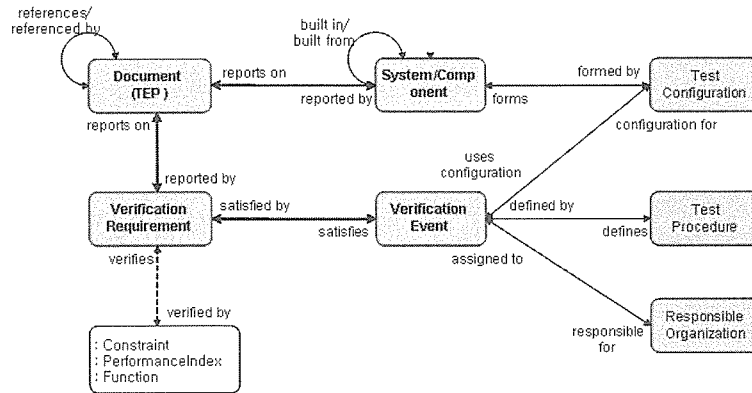 references/
referenced by
built in/
built from
Document
(TEP )
reports on
reported by
System/Comp
onent
forms
formed by
Test
Configuration
configuration for
reports on
reported by
uses
configuration
Verification
Requirement
satisfied by
satisfies
Verification
Event
defined by
defines
Test
Procedure
verifies
assigned to
verified by
responsible
for
Responsible
Organization
: Constraint
: PerformanceIndex
: Function